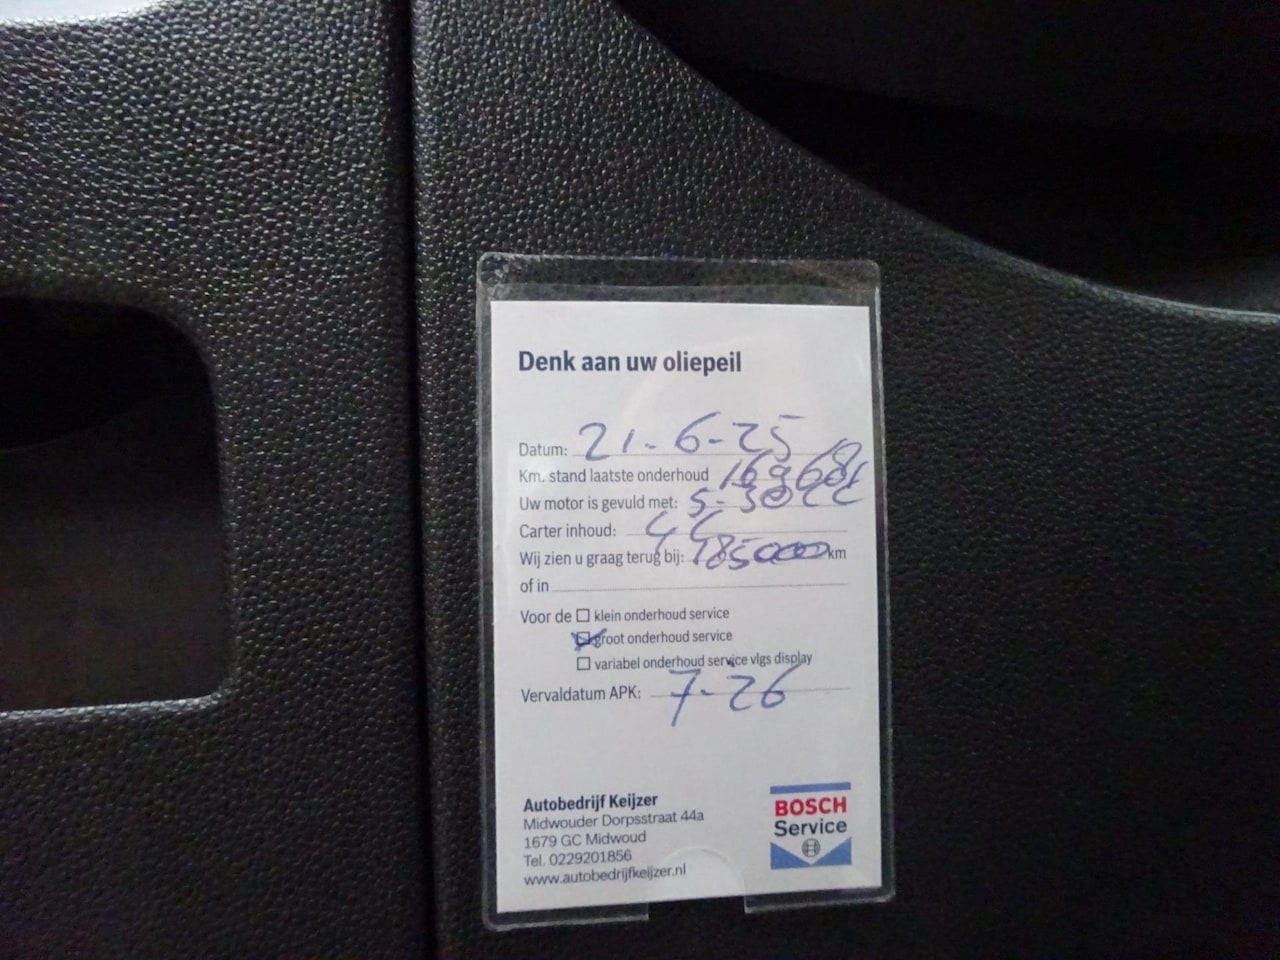 Denk aan uw oliepeil
Datum: 21-6-25
Km. stand laatste onderhoud
Uw motor is gevuld met: 5-30
Carter inhoud: 4L
Wij zien u graag terug bij: 185000 km
of in
Voor de klein onderhoud service
groot onderhoud service
variabel onderhoud service vlgs display
Vervaldatum APK: 7-26
Autobedrijf Keijzer
Midwouder Dorpsstraat 44a
1679 GC Midwoud
Tel. 0229201856
www.autobedrijfkeijzer.nl
BOSCH
Service